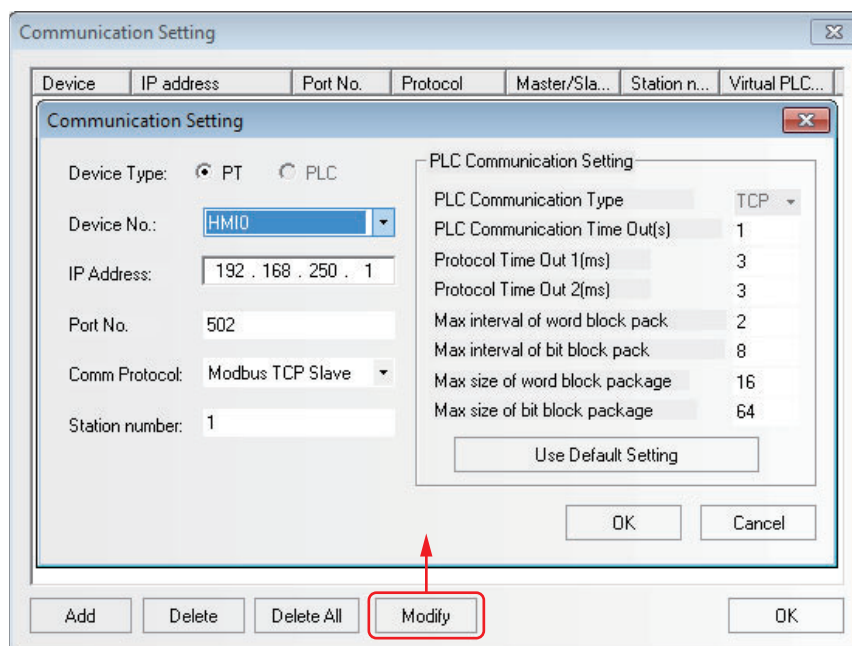 Communication Setting
Device IP address Port No. Protocol Master/Sla... Station n... Virtual PLC...
Communication Setting
Device Type: PT PLC
Device No.: HMI0
IP Address: 192 . 168 . 250 . 1
Port No. 502
Comm Protocol: Modbus TCP Slave
Station number: 1
PLC Communication Setting
PLC Communication Type TCP
PLC Communication Time Out(s) 1
Protocol Time Out 1(ms) 3
Protocol Time Out 2(ms) 3
Max interval of word block pack 2
Max interval of bit block pack 8
Max size of word block package 16
Max size of bit block package 64
Use Default Setting
OK Cancel
Add Delete Delete All Modify OK